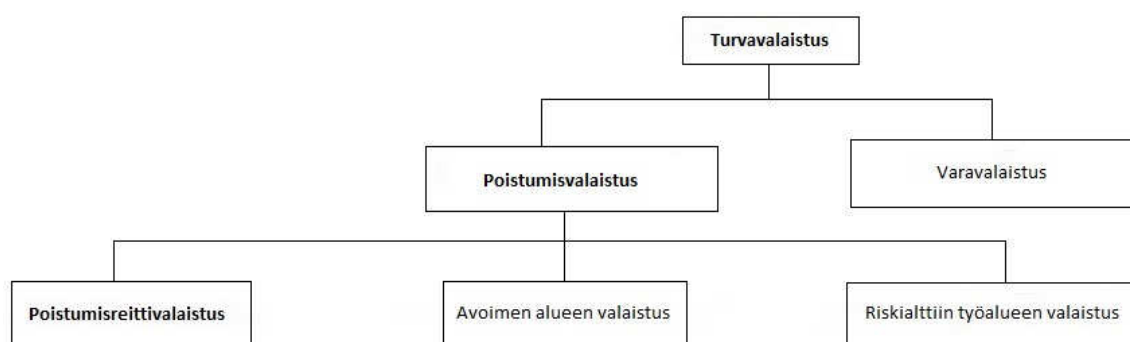 Turvavalaistus
Poistumisvalaistus
Varavalaistus
Poistumisreittivalaistus
Avoimen alueen valaistus
Riskialttiin työalueen valaistus